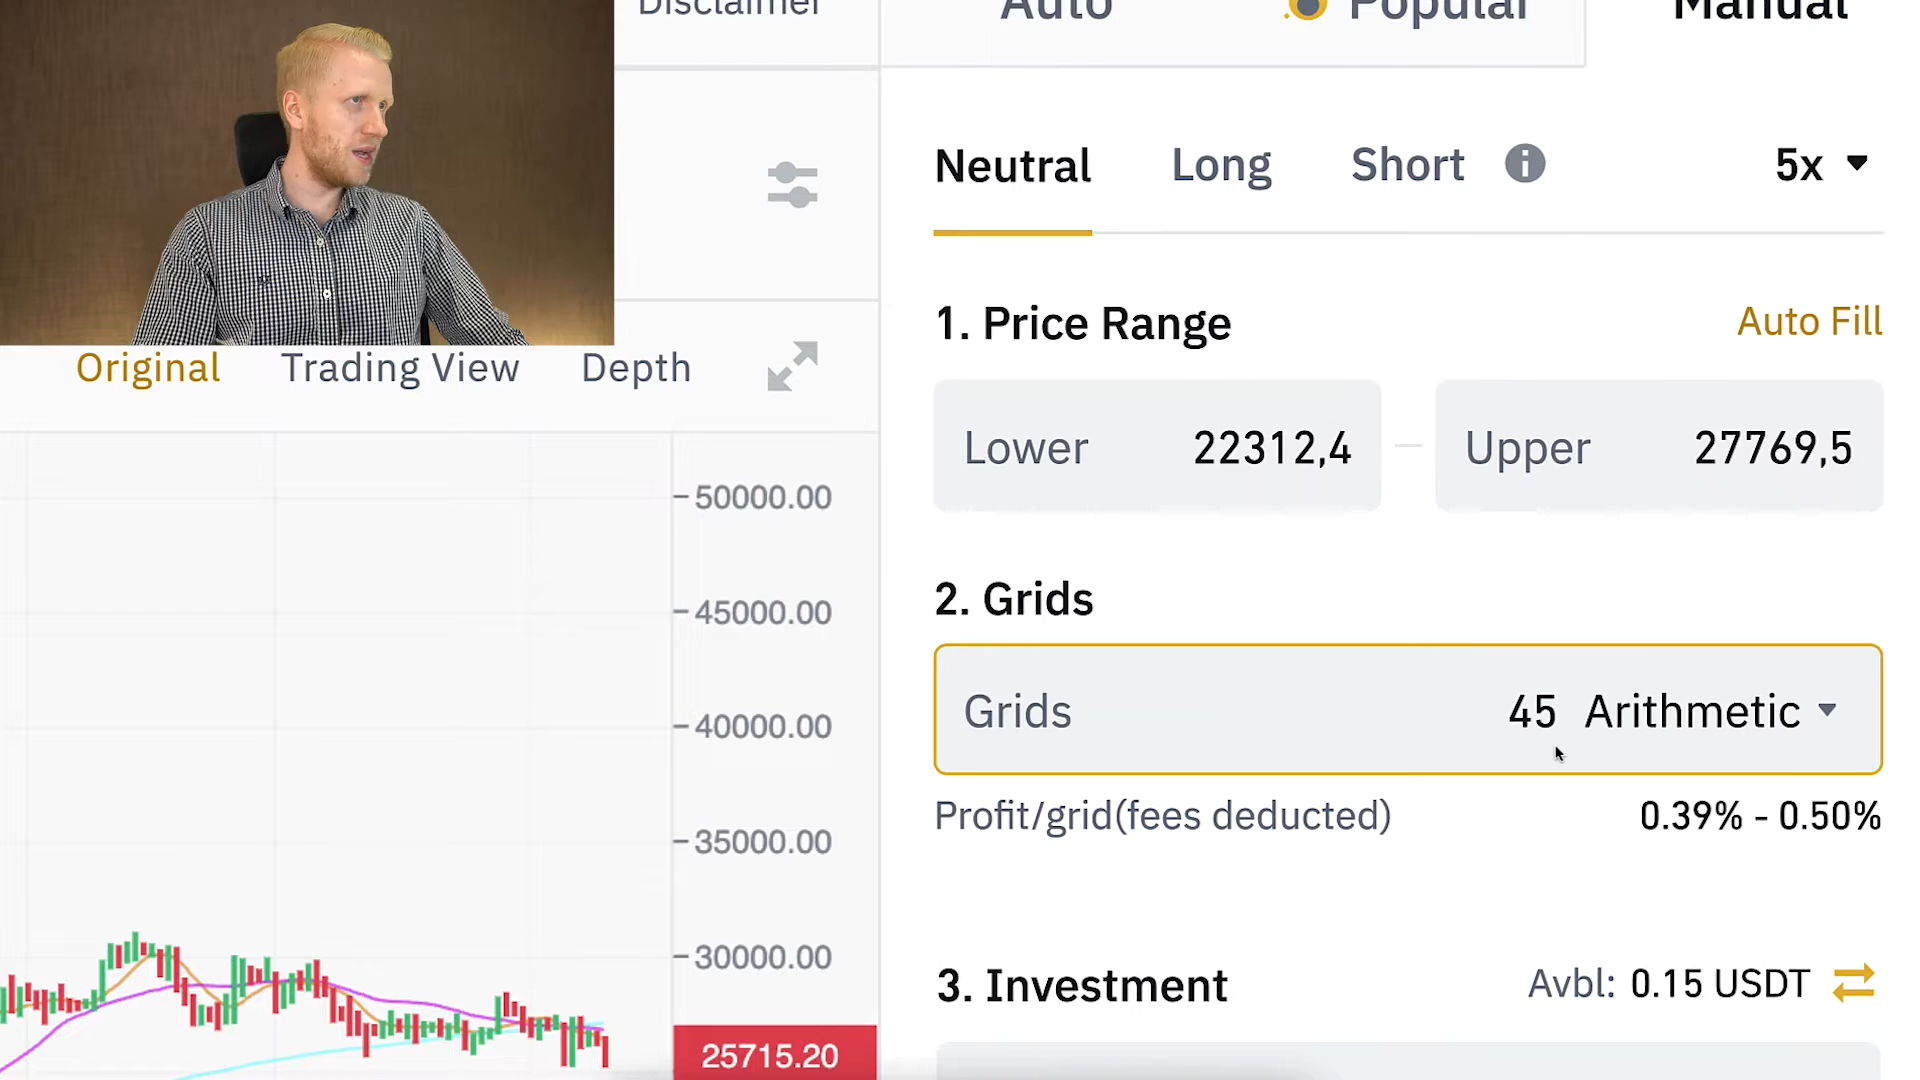 Disclaimer
Auto
Popular
Manual
Neutral Long Short 5x
1. Price Range Auto Fill
Original Trading View Depth
Lower 22312,4 Upper 27769,5
50000.00
2. Grids
45000.00
Grids 45 Arithmetic
40000.00
Profit/grid(fees deducted) 0.39% - 0.50%
35000.00
30000.00
3. Investment Avbl: 0.15 USDT
25715.20